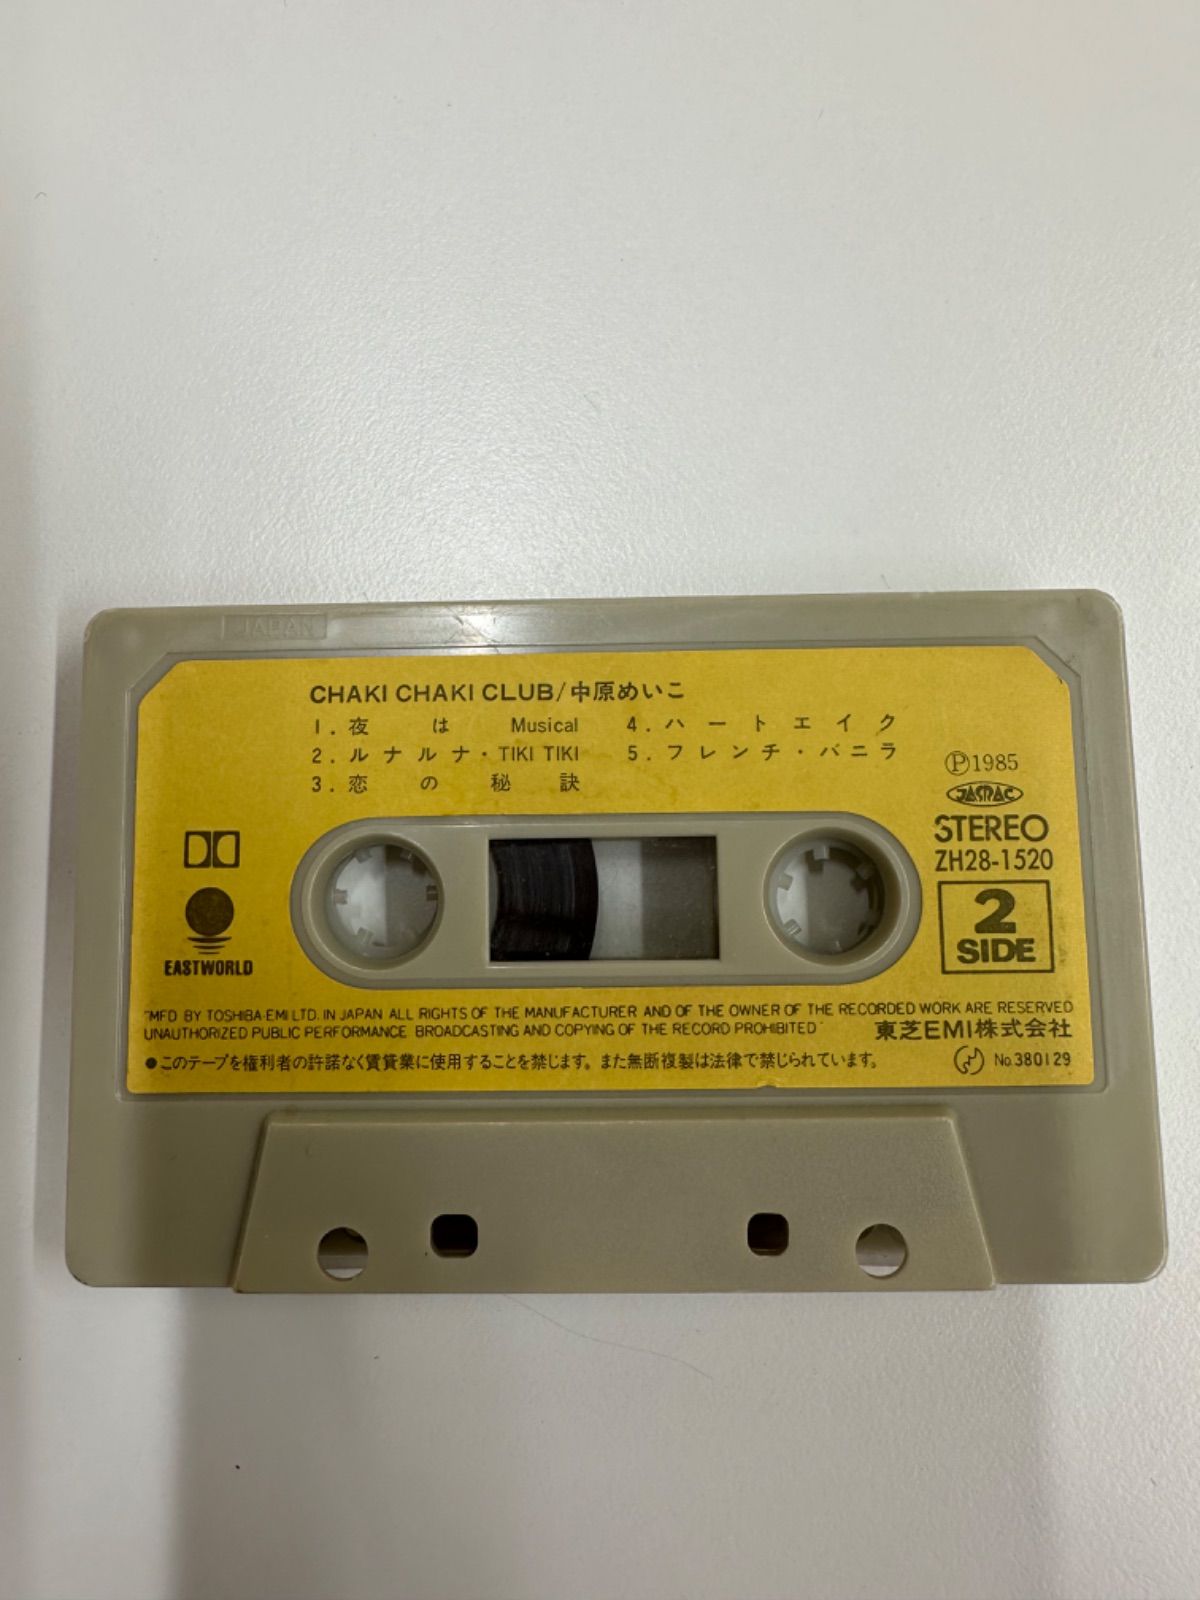 JAPAN
CHAKI CHAKI CLUB/中原めいこ
1. 夜は Musical
2. ルナルナ・TIKI TIKI
3. 恋の秘訣
4. ハートエイク
5. フレンチ・バニラ
Ⓟ1985
JASRAC
STEREO
ZH28-1520
2
SIDE
EASTWORLD
"MFD BY TOSHIBA-EMI LTD. IN JAPAN ALL RIGHTS OF THE MANUFACTURER AND OF THE OWNER OF THE RECORDED WORK ARE RESERVED
UNAUTHORIZED PUBLIC PERFORMANCE BROADCASTING AND COPYING OF THE RECORD PROHIBITED"
東芝EMI株式会社
●このテープを権利者の許諾なく賃貸業に使用することを禁じます。また無断複製は法律で禁じられています。
No.380129